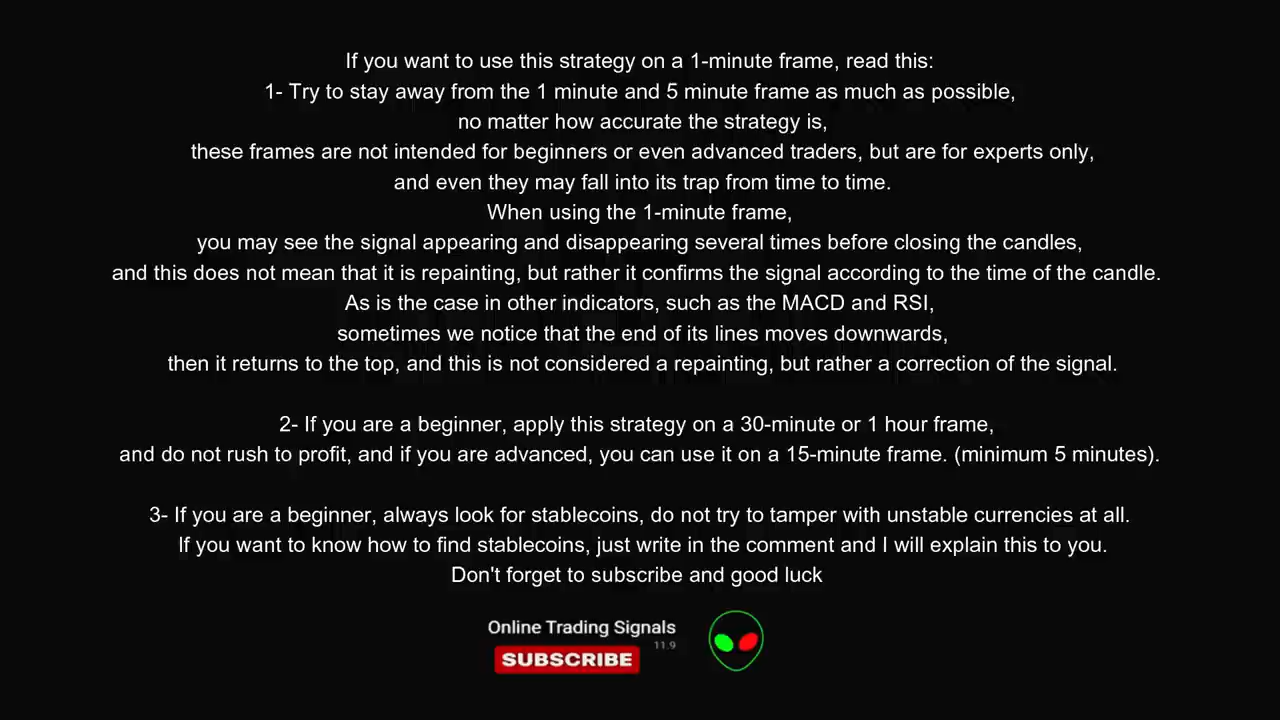 If you want to use this strategy on a 1-minute frame, read this:
1- Try to stay away from the 1 minute and 5 minute frame as much as possible,
no matter how accurate the strategy is,
these frames are not intended for beginners or even advanced traders, but are for experts only,
and even they may fall into its trap from time to time.
When using the 1-minute frame,
you may see the signal appearing and disappearing several times before closing the candles,
and this does not mean that it is repainting, but rather it confirms the signal according to the time of the candle.
As is the case in other indicators, such as the MACD and RSI,
sometimes we notice that the end of its lines moves downwards,
then it returns to the top, and this is not considered a repainting, but rather a correction of the signal.
2- If you are a beginner, apply this strategy on a 30-minute or 1 hour frame,
and do not rush to profit, and if you are advanced, you can use it on a 15-minute frame. (minimum 5 minutes).
3- If you are a beginner, always look for stablecoins, do not try to tamper with unstable currencies at all.
If you want to know how to find stablecoins, just write in the comment and I will explain this to you.
Don't forget to subscribe and good luck
Online Trading Signals
11.9
SUBSCRIBE